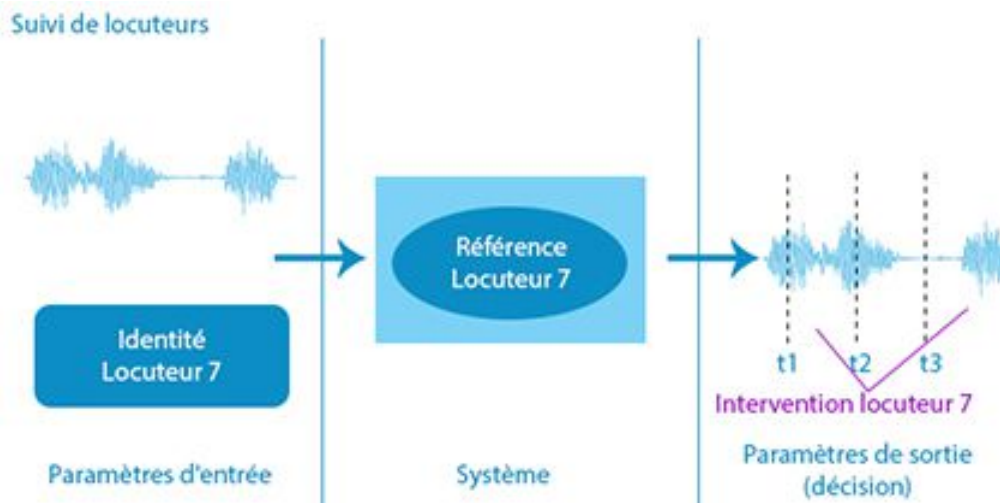 Suivi de locuteurs
Identité
Locuteur 7
Paramètres d'entrée
Référence
Locuteur 7
Système
t1 t2 t3
Intervention locuteur 7
Paramètres de sortie
(décision)